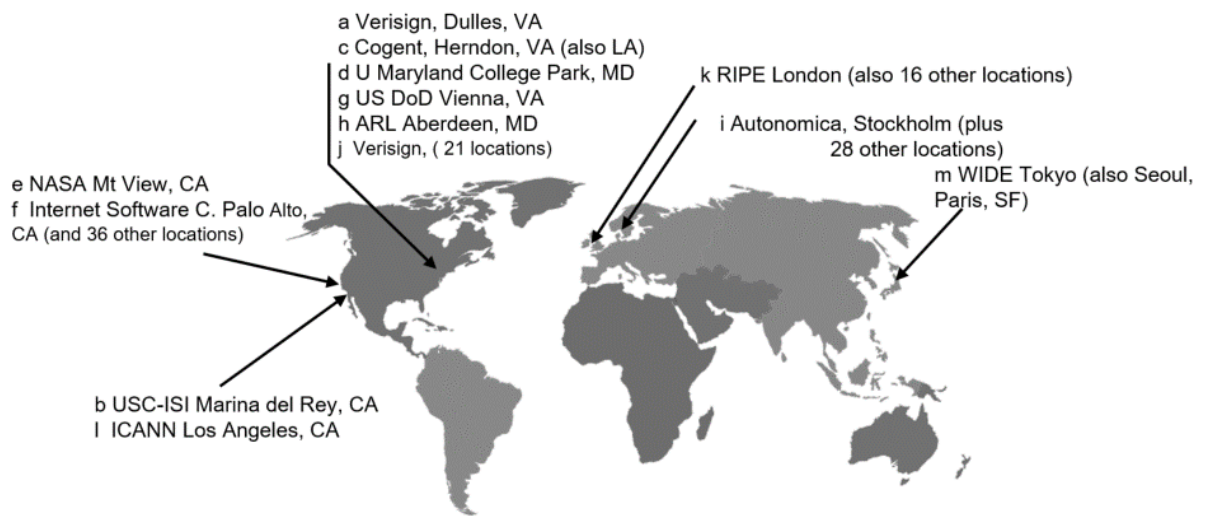 a Verisign, Dulles, VA
c Cogent, Herndon, VA (also LA)
d U Maryland College Park, MD
g US DoD Vienna, VA
h ARL Aberdeen, MD
j Verisign, ( 21 locations)
k RIPE London (also 16 other locations)
i Autonomica, Stockholm (plus
28 other locations)
m WIDE Tokyo (also Seoul,
Paris, SF)
e NASA Mt View, CA
f Internet Software C. Palo Alto,
CA (and 36 other locations)
b USC-ISI Marina del Rey, CA
l ICANN Los Angeles, CA